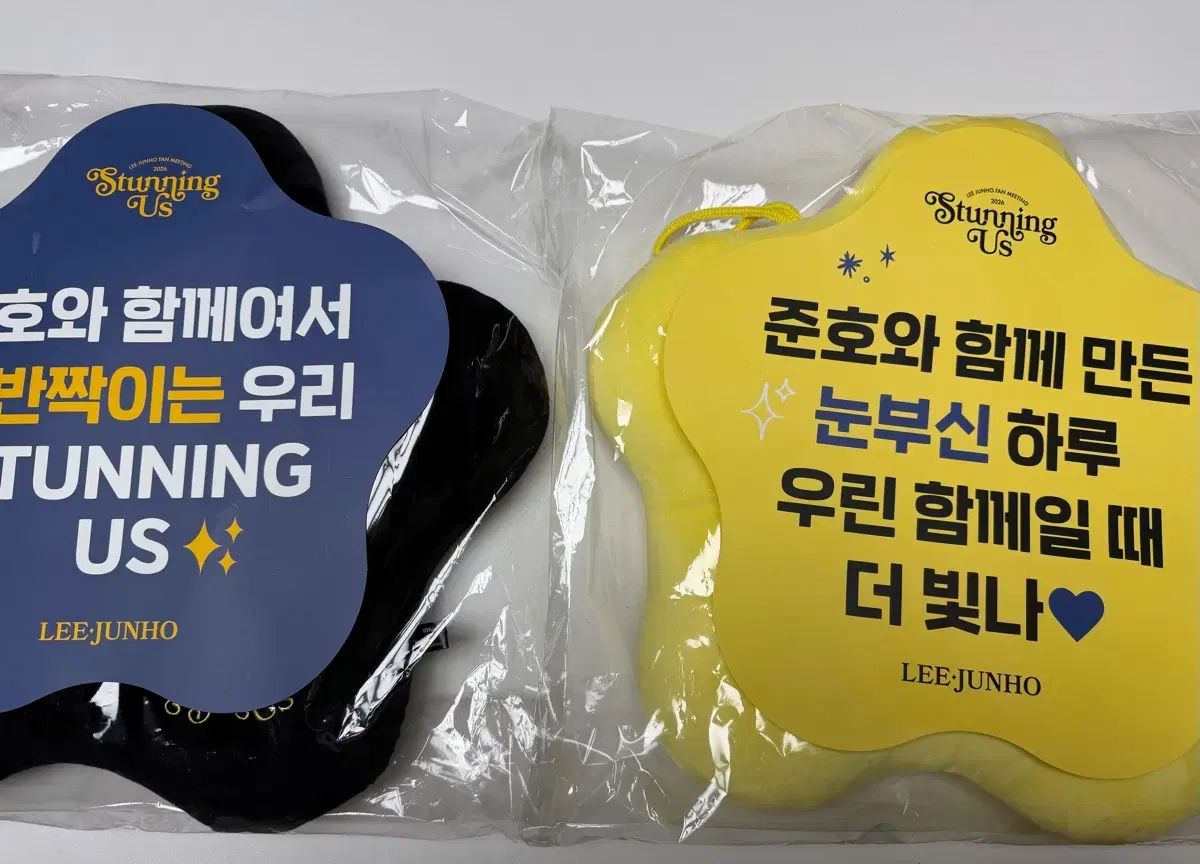 LEE JUNHO FAN MEETING
2026
Stunning
Us
호와 함께여서
반짝이는 우리
TUNNING
US
LEE·JUNHO
LEE JUNHO FAN MEETING
2026
Stunning
Us
준호와 함께 만든
눈부신 하루
우린 함께일 때
더 빛나
LEE·JUNHO